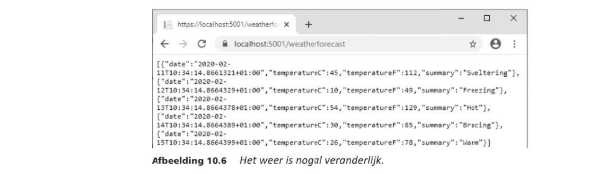 https://localhost:5001/weatherfo
localhost:5001/weatherforecast
[{"date":"2020-02-
11T10:34:14.8661321+01:00","temperatureC":45,"temperatureF":112,"summary":"Sweltering"},
{"date":"2020-02-
12T10:34:14.8664329+01:00","temperatureC":10,"temperatureF":49,"summary":"Freezing"},
{"date":"2020-02-
13T10:34:14.8664378+01:00","temperatureC":54,"temperatureF":129,"summary":"Hot"},
{"date":"2020-02-
14T10:34:14.8664389+01:00","temperatureC":30,"temperatureF":85,"summary":"Bracing"},
{"date":"2020-02-
15T10:34:14.8664399+01:00","temperatureC":26,"temperatureF":78,"summary":"Warm"}]
Afbeelding 10.6 Het weer is nogal veranderlijk.